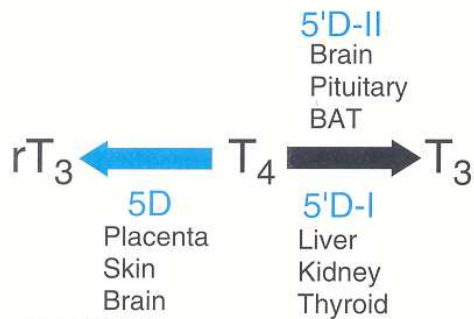 5'D-II
Brain
Pituitary
BAT
rT₃ T₄ T₃
5D
Placenta
Skin
Brain
5'D-I
Liver
Kidney
Thyroid